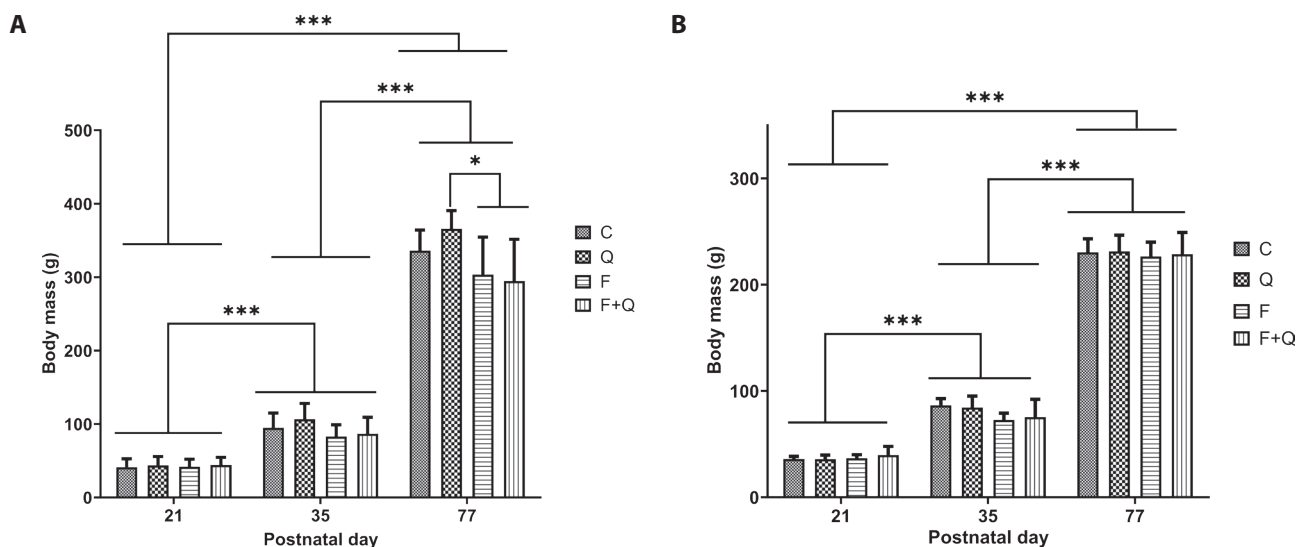 A
***
***
*
***
500
400
300
200
100
0
Body mass (g)
21
35
77
Postnatal day
C
Q
F
F+Q
B
***
***
***
300
200
100
0
Body mass (g)
21
35
77
Postnatal day
C
Q
F
F+Q